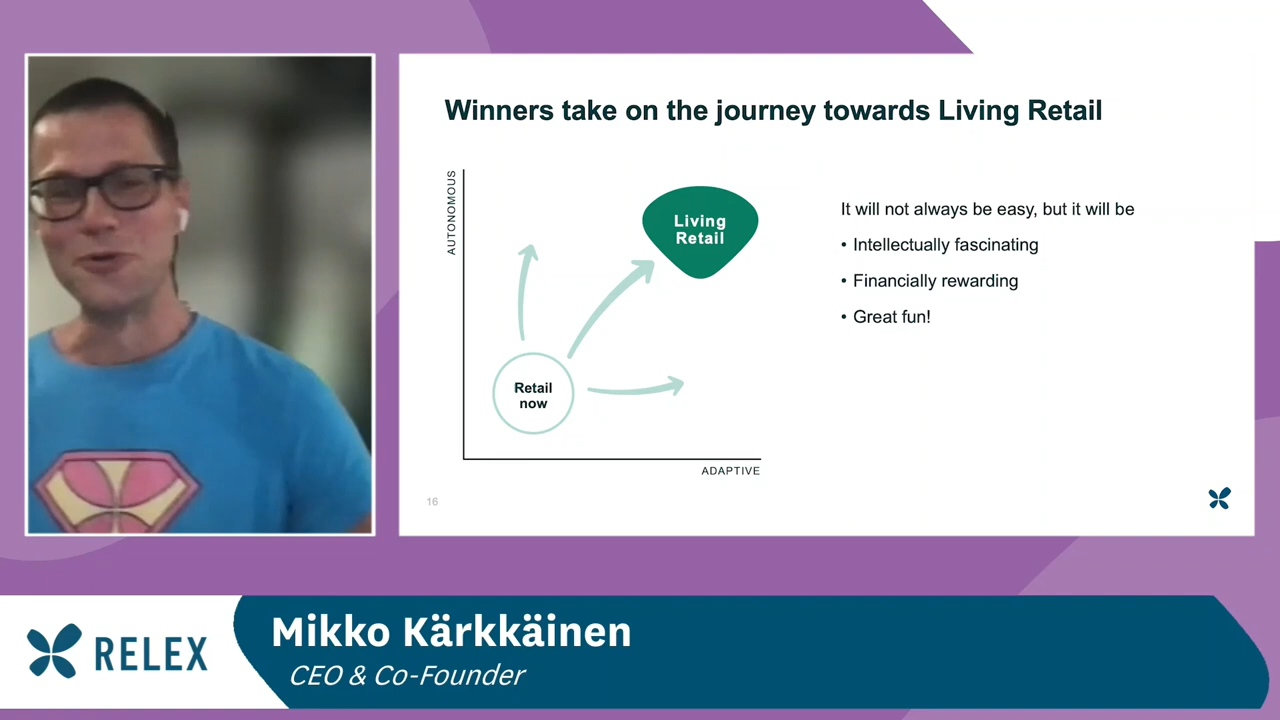 Winners take on the journey towards Living Retail
AUTONOMOUS
Living
Retail
Retail
now
ADAPTIVE
It will not always be easy, but it will be
• Intellectually fascinating
• Financially rewarding
• Great fun!
16
RELEX
Mikko Kärkkäinen
CEO & Co-Founder